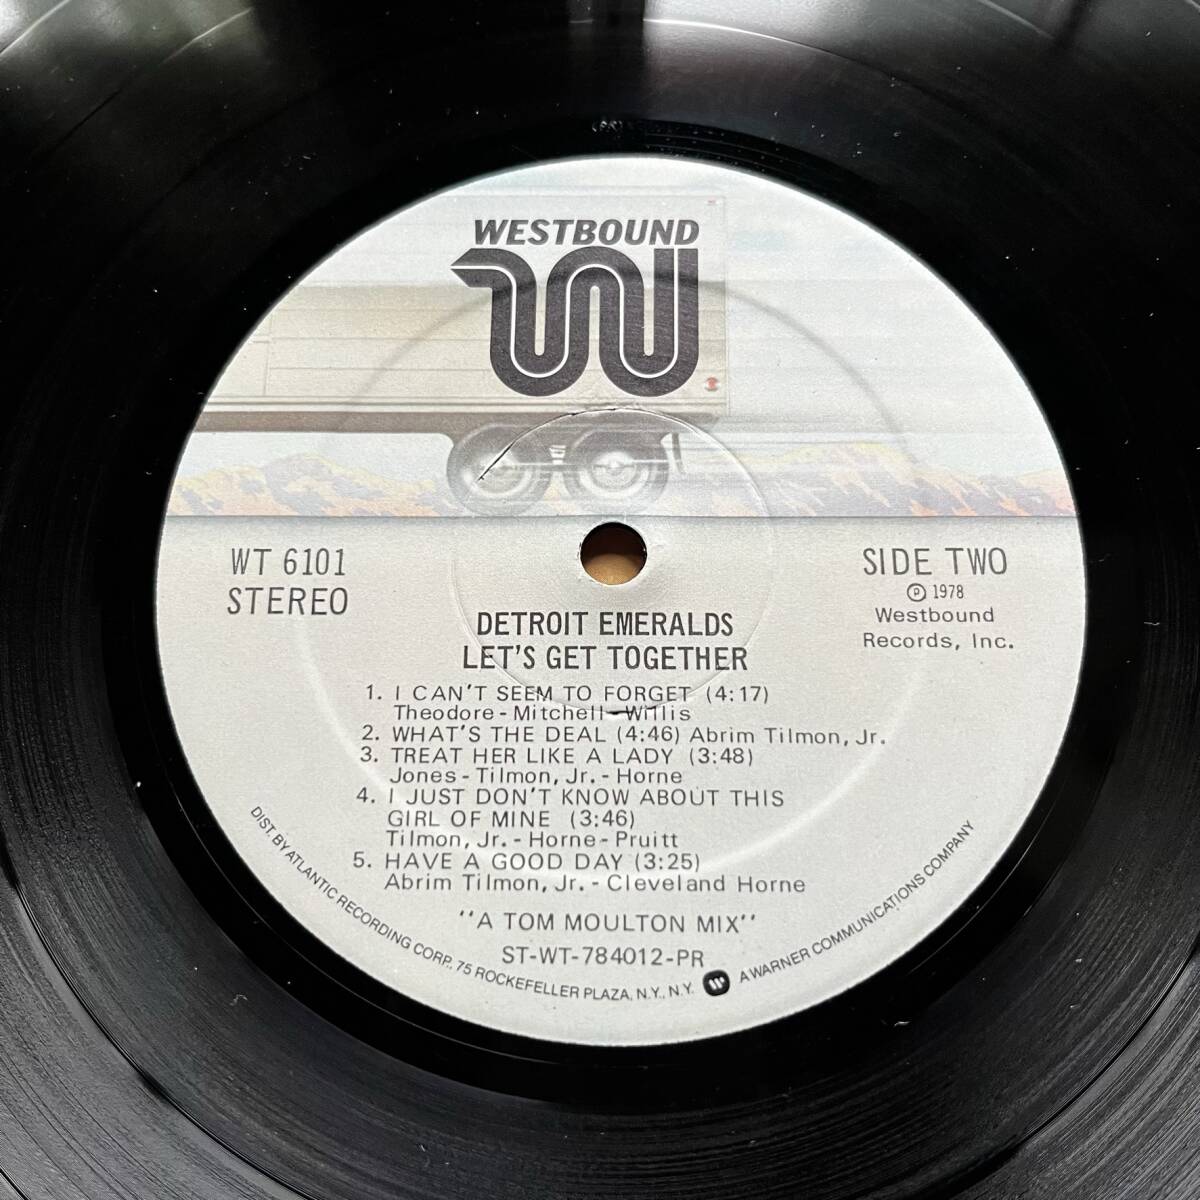 WESTBOUND
WT 6101
STEREO
SIDE TWO
℗ 1978
Westbound
Records, Inc.
DETROIT EMERALDS
LET'S GET TOGETHER
1. I CAN'T SEEM TO FORGET (4:17)
Theodore - Mitchell - Willis
2. WHAT'S THE DEAL (4:46) Abrim Tilmon, Jr.
3. TREAT HER LIKE A LADY (3:48)
Jones - Tilmon, Jr. - Horne
4. I JUST DON'T KNOW ABOUT THIS
GIRL OF MINE (3:46)
Tilmon, Jr. - Horne - Pruitt
5. HAVE A GOOD DAY (3:25)
Abrim Tilmon, Jr. - Cleveland Horne
"A TOM MOULTON MIX"
ST-WT-784012-PR
DIST. BY ATLANTIC RECORDING CORP., 75 ROCKEFELLER PLAZA, N.Y., N.Y. A WARNER COMMUNICATIONS COMPANY